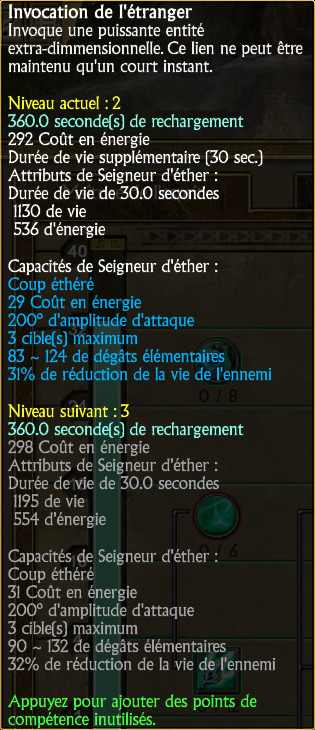 Invocation de l'étranger
Invoque une puissante entité
extra-dimmensionnelle. Ce lien ne peut être
maintenu qu'un court instant.
Niveau actuel : 2
360.0 seconde(s) de rechargement
292 Coût en énergie
Durée de vie supplémentaire (30 sec.)
Attributs de Seigneur d'éther :
Durée de vie de 30.0 secondes
1130 de vie
536 d'énergie
Capacités de Seigneur d'éther :
Coup éthéré
29 Coût en énergie
200° d'amplitude d'attaque
3 cible(s) maximum
83 ~ 124 de dégâts élémentaires
31% de réduction de la vie de l'ennemi
Niveau suivant : 3
360.0 seconde(s) de rechargement
298 Coût en énergie
Attributs de Seigneur d'éther :
Durée de vie de 30.0 secondes
1195 de vie
554 d'énergie
Capacités de Seigneur d'éther :
Coup éthéré
31 Coût en énergie
200° d'amplitude d'attaque
3 cible(s) maximum
90 ~ 132 de dégâts élémentaires
32% de réduction de la vie de l'ennemi
Appuyez pour ajouter des points de
compétence inutilisés.
40
0 / 8
0 / 6